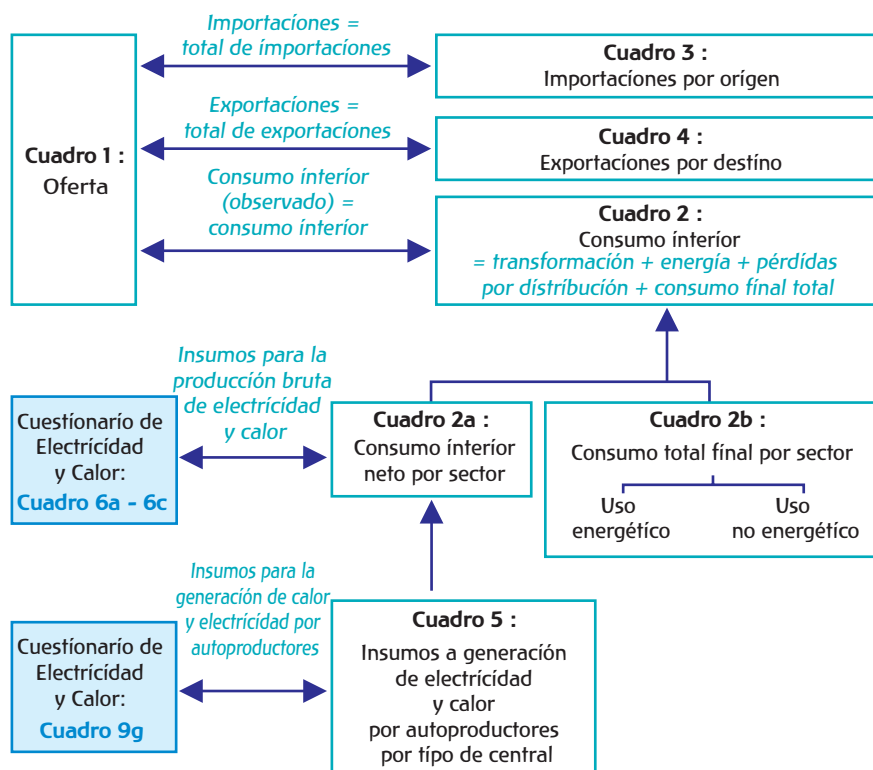 Importaciones =
total de importaciones
Cuadro 3 :
Importaciones por origen
Exportaciones =
total de exportaciones
Cuadro 4 :
Exportaciones por destino
Cuadro 1 :
Oferta
Consumo interior
(observado) =
consumo interior
Cuadro 2 :
Consumo interior
= transformación + energía + pérdidas
por distribución + consumo final total
Insumos para la
producción bruta
de electricidad
y calor
Cuestionario de
Electricidad
y Calor:
Cuadro 6a - 6c
Cuadro 2a :
Consumo interior
neto por sector
Cuadro 2b :
Consumo total final por sector
Uso
energético
Uso
no energético
Insumos para la
generación de calor
y electricidad por
autoproductores
Cuestionario de
Electricidad
y Calor:
Cuadro 9g
Cuadro 5 :
Insumos a generación
de electricidad
y calor
por autoproductores
por tipo de central